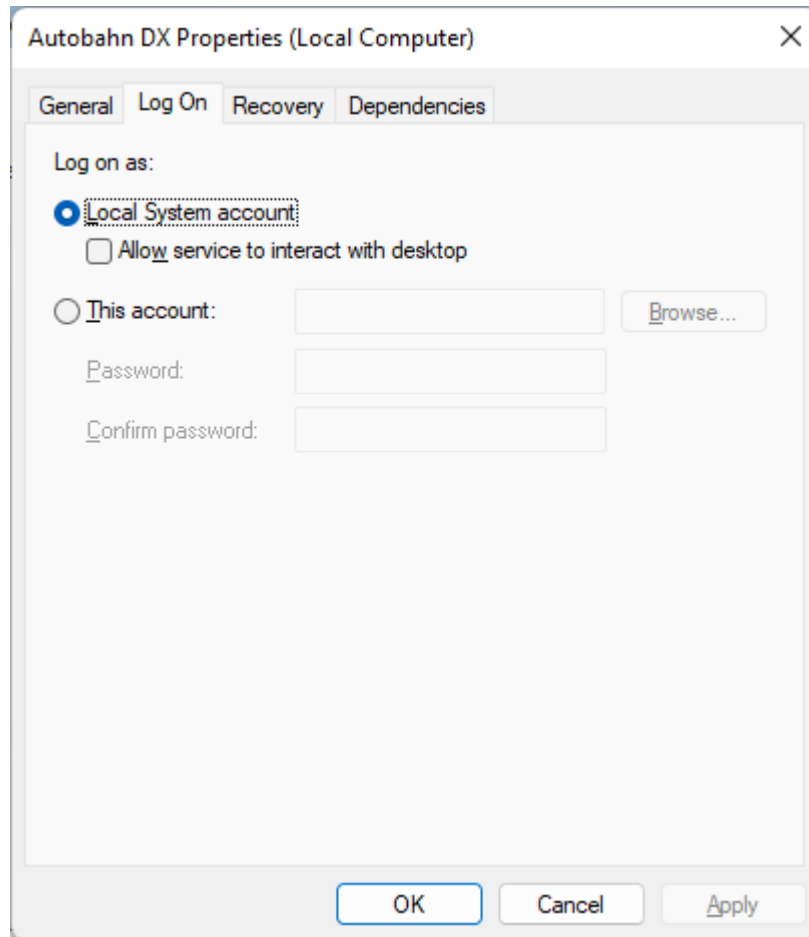 Autobahn DX Properties (Local Computer)
General Log On Recovery Dependencies
Log on as:
Local System account
Allow service to interact with desktop
This account: Browse...
Password:
Confirm password:
OK Cancel Apply